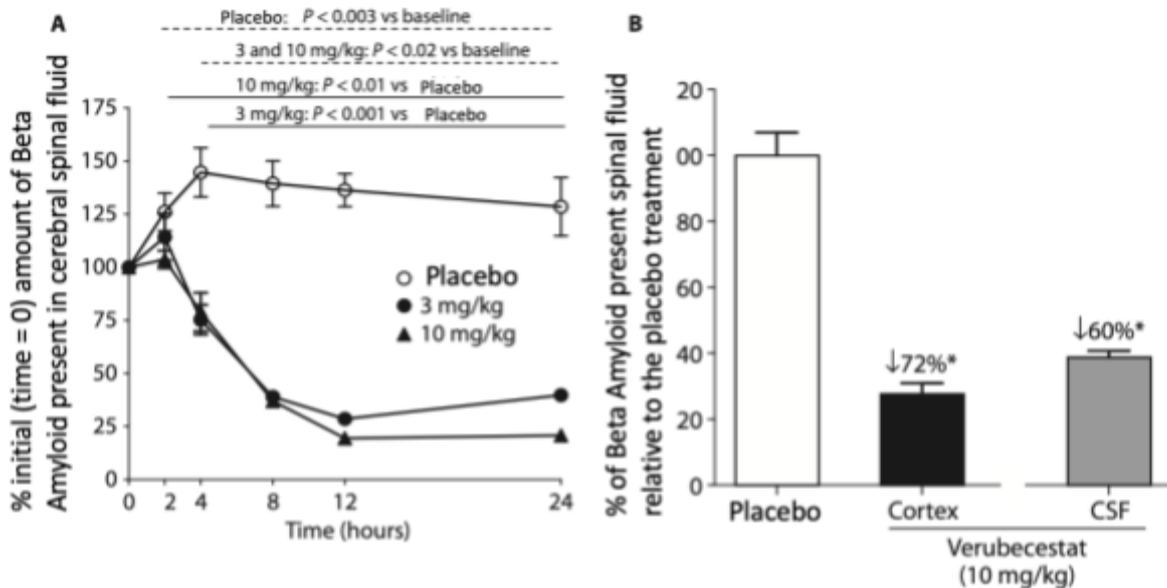 A
Placebo: P < 0.003 vs baseline
3 and 10 mg/kg: P < 0.02 vs baseline
10 mg/kg: P < 0.01 vs Placebo
3 mg/kg: P < 0.001 vs Placebo
% initial (time = 0) amount of Beta
Amyloid present in cerebral spinal fluid
175
150
125
100
75
50
25
0
0 2 4 8 12 24
Time (hours)
Placebo
3 mg/kg
10 mg/kg
B
% of Beta Amyloid present spinal fluid
relative to the placebo treatment
20
00
80
60
40
20
0
↓72%*
↓60%*
Placebo
Cortex
CSF
Verubecestat
(10 mg/kg)